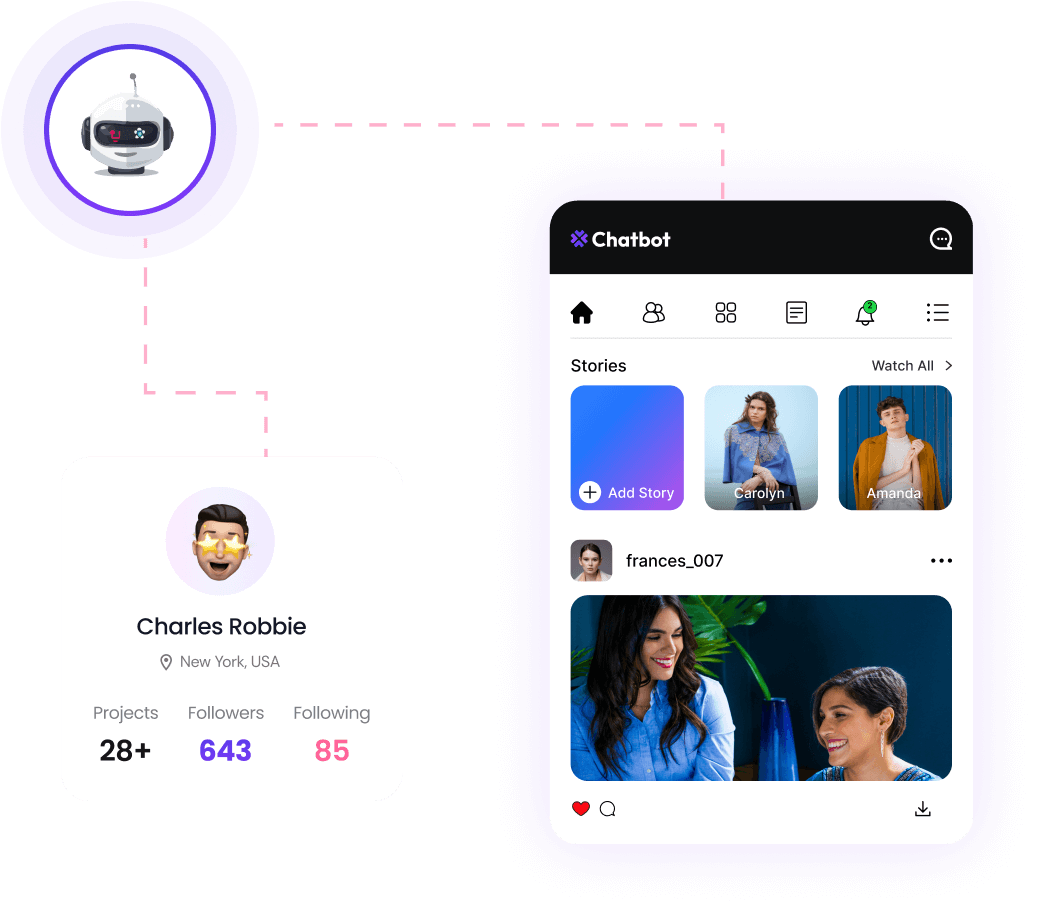 Chatbot
2
Stories
Watch All
Add Story
Carolyn
Amanda
frances_007
Charles Robbie
New York, USA
Projects Followers Following
28+ 643 85